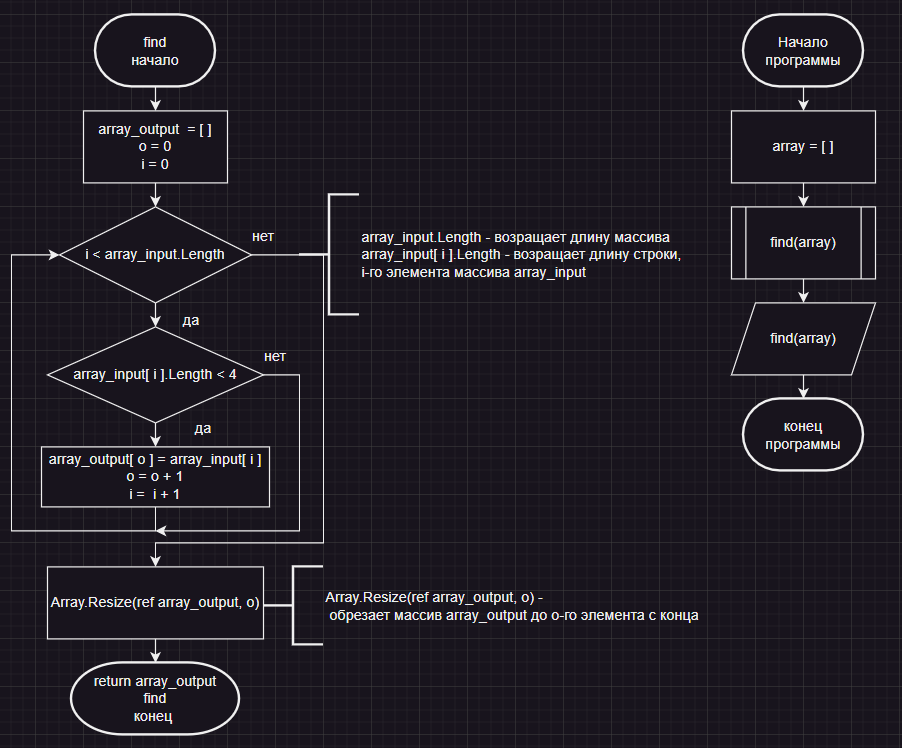 find
начало
array_output = [ ]
o = 0
i = 0
i < array_input.Length
нет
да
array_input[ i ].Length < 4
нет
да
array_output[ o ] = array_input[ i ]
o = o + 1
i = i + 1
Array.Resize(ref array_output, o)
return array_output
find
конец
array_input.Length - возращает длину массива
array_input[ i ].Length - возращает длину строки,
i-го элемента массива array_input
Array.Resize(ref array_output, o) -
обрезает массив array_output до о-го элемента с конца
Начало
программы
array = [ ]
find(array)
find(array)
конец
программы